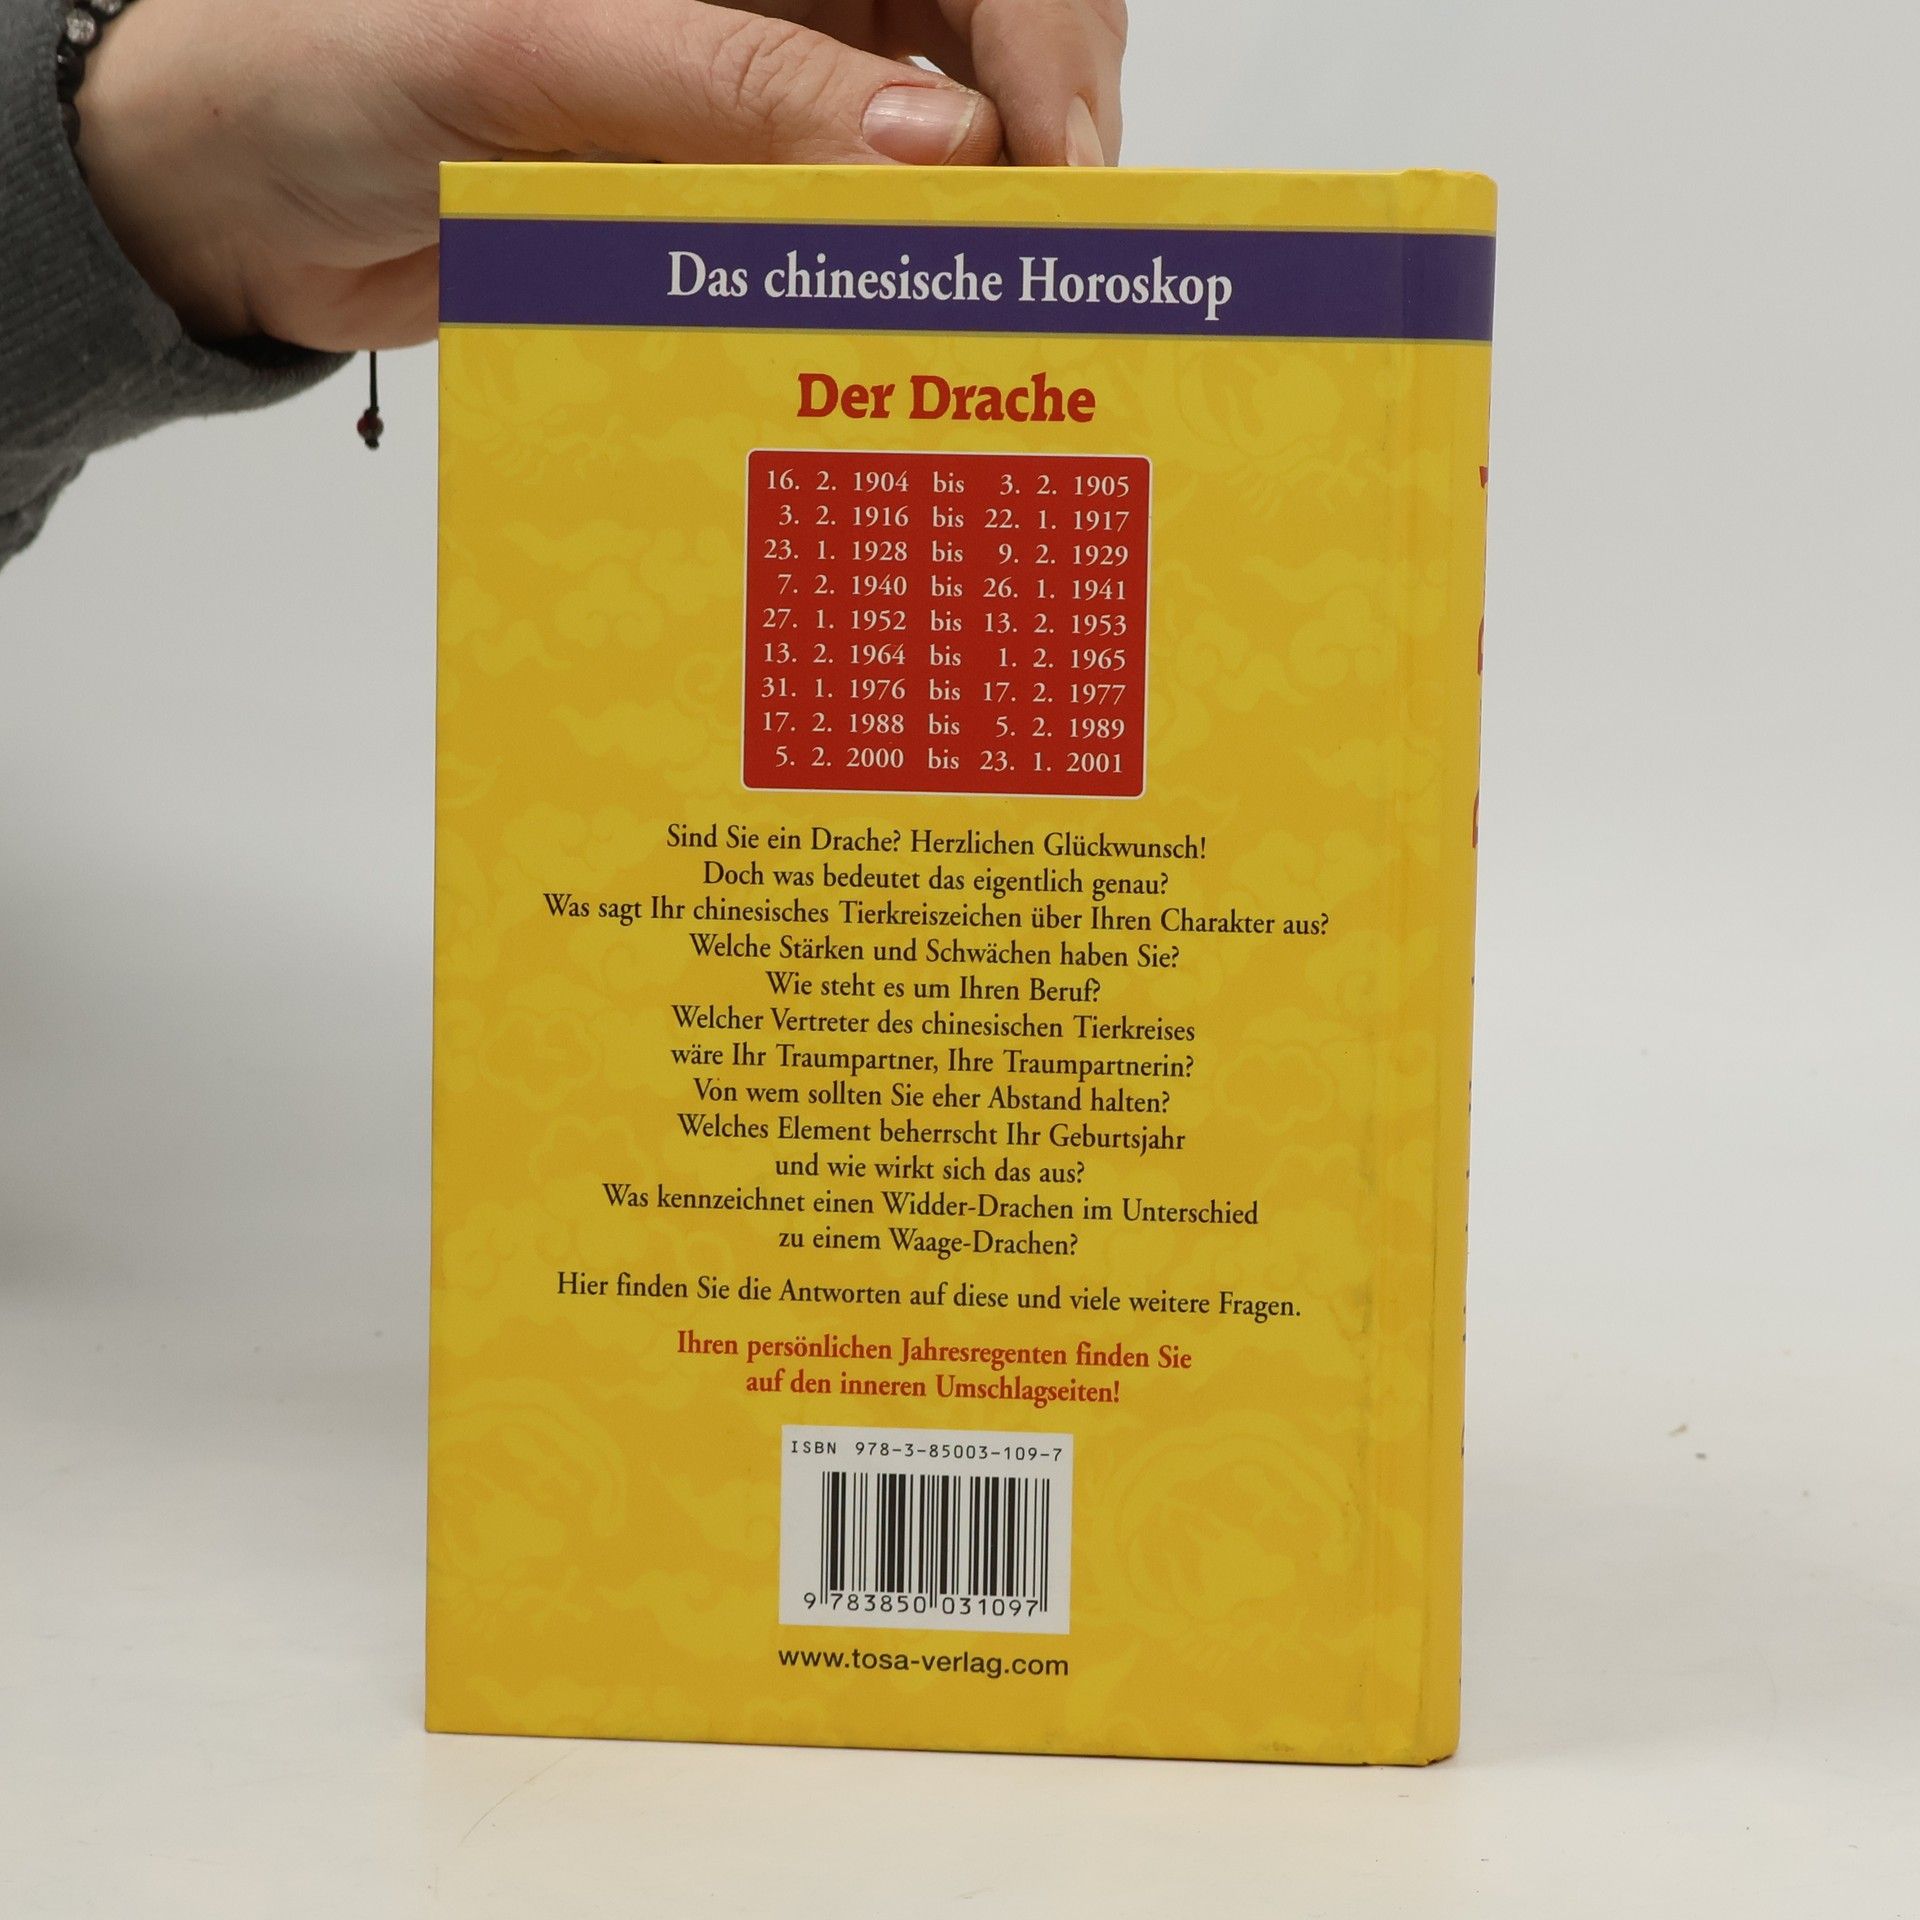 Das chinesische Horoskop
Der Drache
16. 2. 1904 bis 3. 2. 1905
3. 2. 1916 bis 22. 1. 1917
23. 1. 1928 bis 9. 2. 1929
7. 2. 1940 bis 26. 1. 1941
27. 1. 1952 bis 13. 2. 1953
13. 2. 1964 bis 1. 2. 1965
31. 1. 1976 bis 17. 2. 1977
17. 2. 1988 bis 5. 2. 1989
5. 2. 2000 bis 23. 1. 2001
Sind Sie ein Drache? Herzlichen Glückwunsch!
Doch was bedeutet das eigentlich genau?
Was sagt Ihr chinesisches Tierkreiszeichen über Ihren Charakter aus?
Welche Stärken und Schwächen haben Sie?
Wie steht es um Ihren Beruf?
Welcher Vertreter des chinesischen Tierkreises
wäre Ihr Traumpartner, Ihre Traumpartnerin?
Von wem sollten Sie eher Abstand halten?
Welches Element beherrscht Ihr Geburtsjahr
und wie wirkt sich das aus?
Was kennzeichnet einen Widder-Drachen im Unterschied
zu einem Waage-Drachen?
Hier finden Sie die Antworten auf diese und viele weitere Fragen.
Ihren persönlichen Jahresregenten finden Sie
auf den inneren Umschlagseiten!
ISBN 978-3-85003-109-7
9 783850 031097
www.tosa-verlag.com